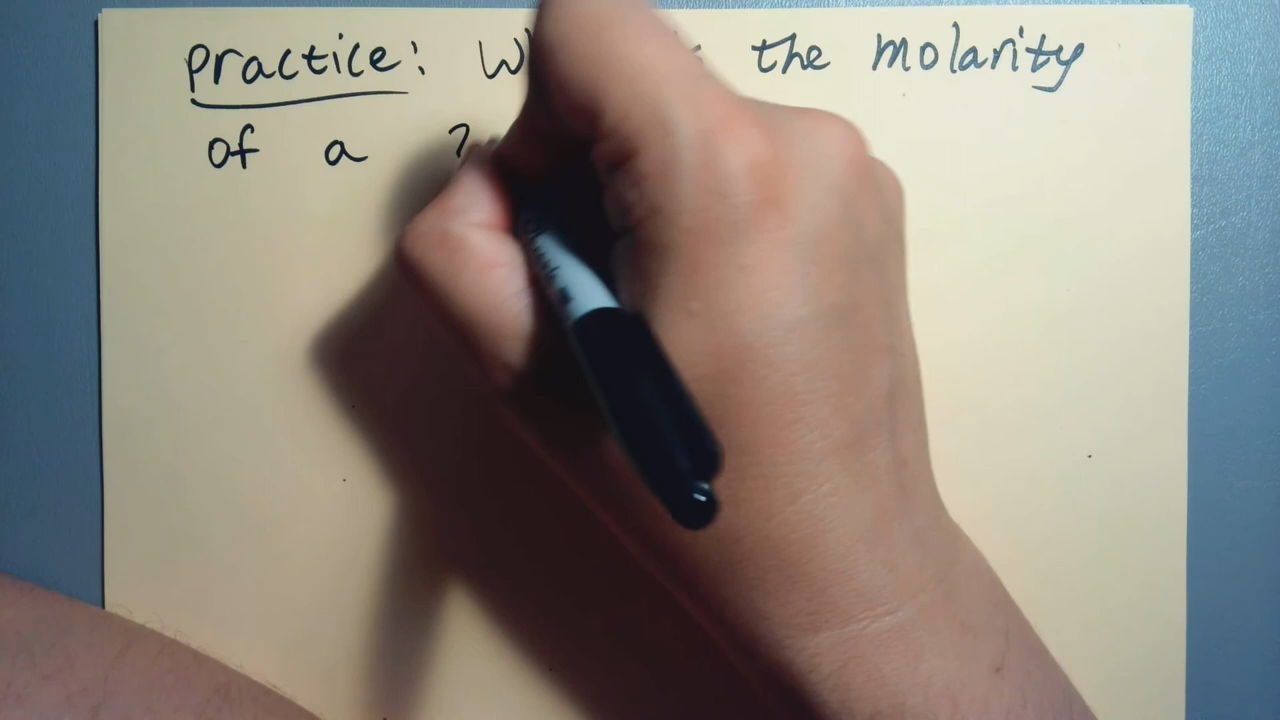 practice: the molarity
of a